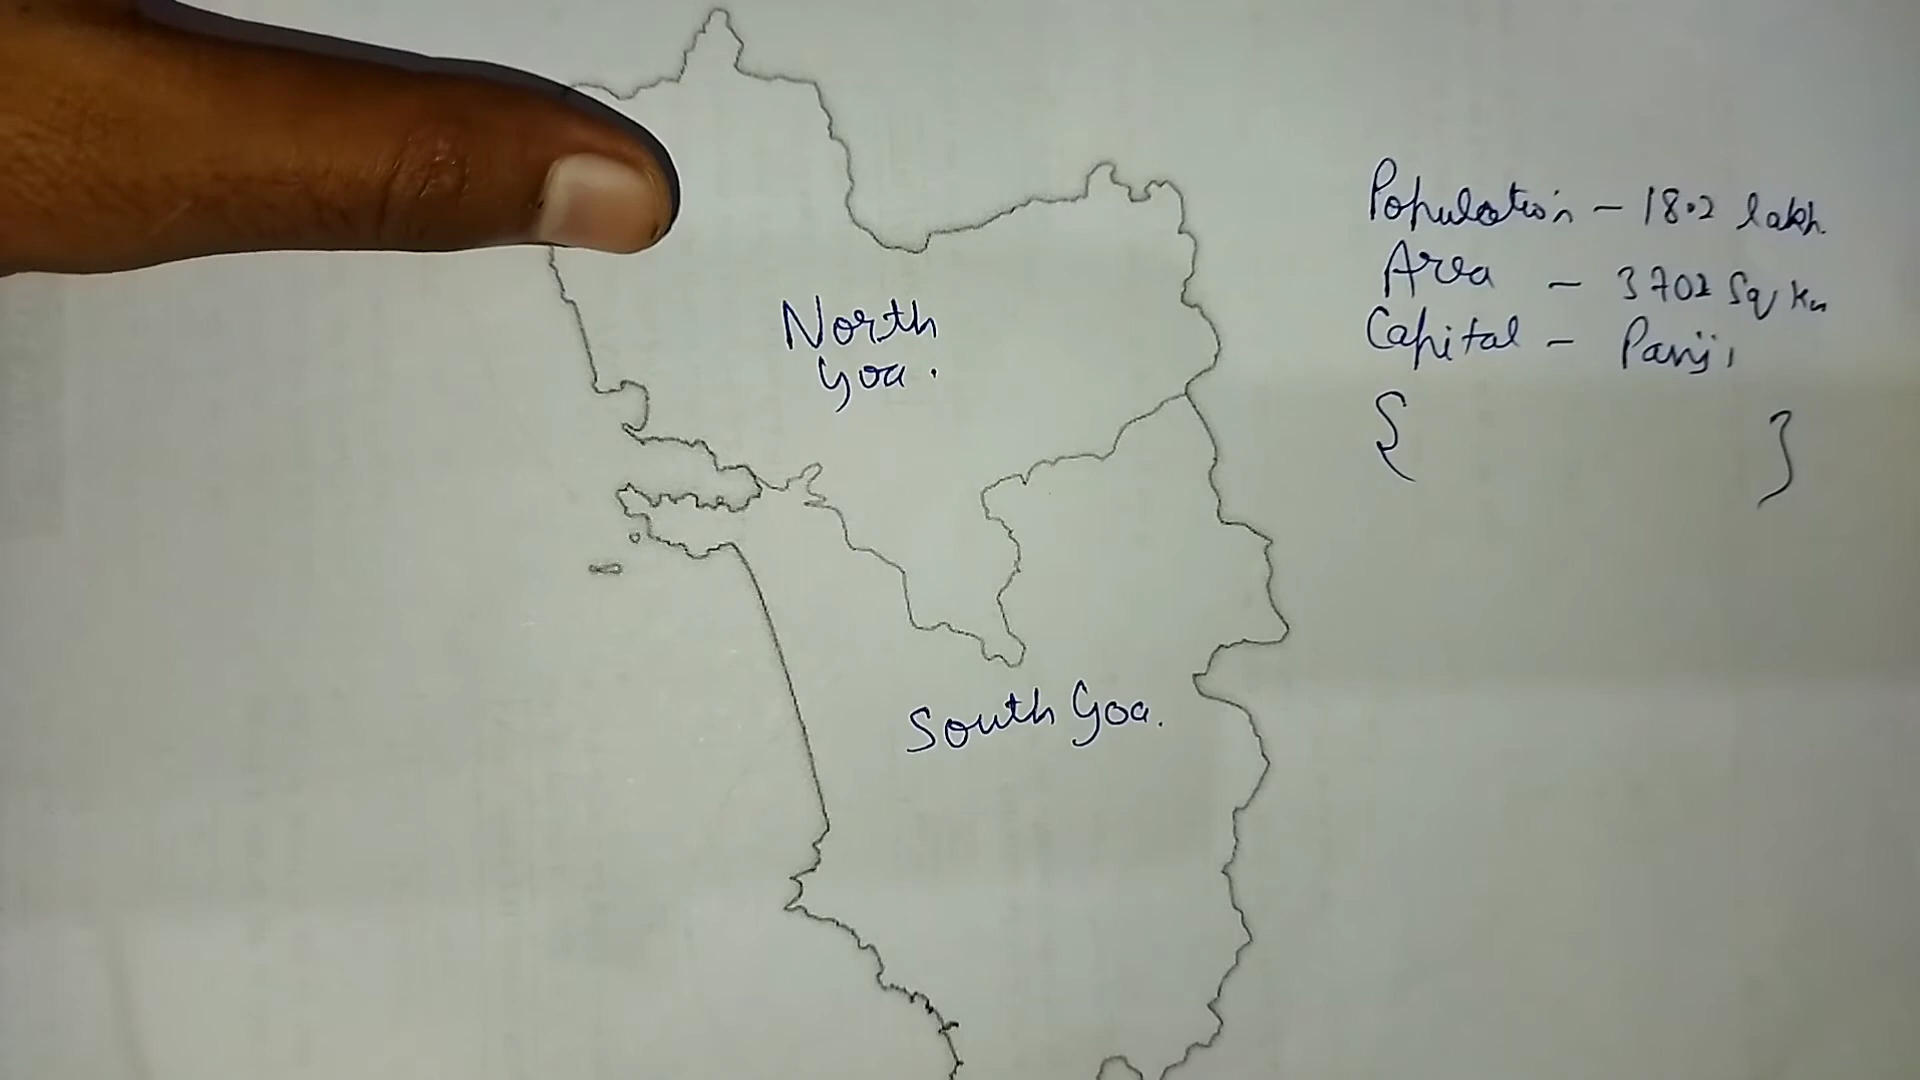 North
Goa.
South Goa.
Population - 18.2 lakh.
Area - 3702 Sq Km
Capital - Panji
{ }